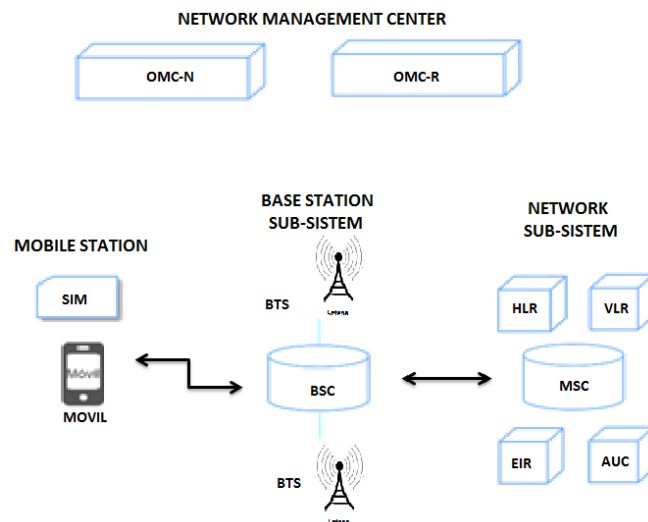 NETWORK MANAGEMENT CENTER
OMC-N
OMC-R
BASE STATION
SUB-SISTEM
NETWORK
SUB-SISTEM
MOBILE STATION
SIM
BTS
HLR
VLR
Movil
MOVIL
BSC
MSC
BTS
EIR
AUC